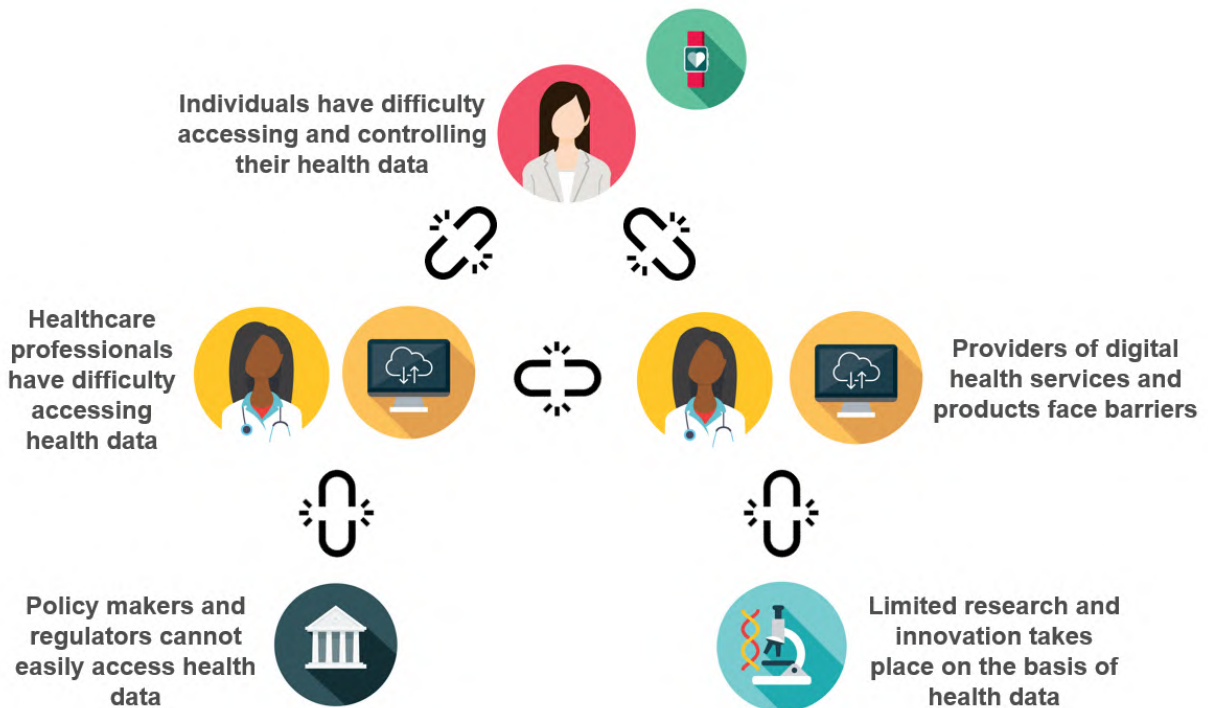 Individuals have difficulty
accessing and controlling
their health data
Healthcare
professionals
have difficulty
accessing
health data
Providers of digital
health services and
products face barriers
Policy makers and
regulators cannot
easily access health
data
Limited research and
innovation takes
place on the basis of
health data